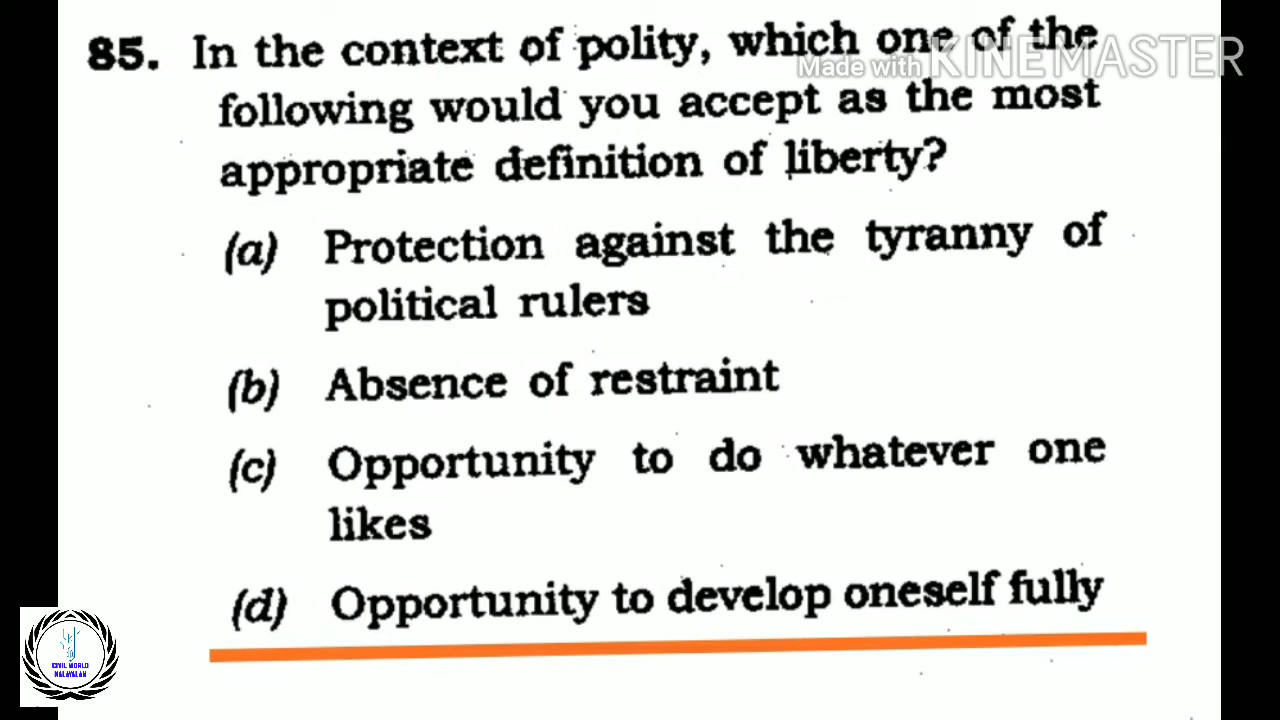 85. In the context of polity, which one of the
Made with KINEMASTER
following would you accept as the most
appropriate definition of liberty?
(a) Protection against the tyranny of
political rulers
(b) Absence of restraint
(c) Opportunity to do whatever one
likes
(d) Opportunity to develop oneself fully
CIVIL WORLD
MALAYALAM